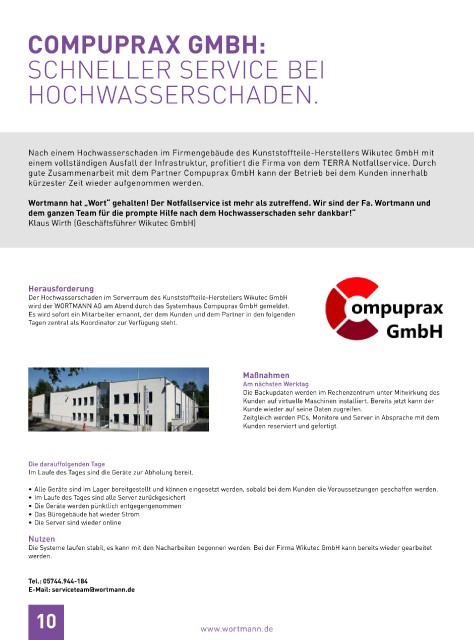 COMPUPRAX GMBH:
SCHNELLER SERVICE BEI
HOCHWASSERSCHADEN.
Nach einem Hochwasserschaden im Firmengebäude des Kunststoffteile-Herstellers Wikutec GmbH mit
einem vollständigen Ausfall der Infrastruktur, profitiert die Firma von dem TERRA Notfallservice. Durch
gute Zusammenarbeit mit dem Partner Compuprax GmbH kann der Betrieb bei dem Kunden innerhalb
kürzester Zeit wieder aufgenommen werden.
Wortmann hat „Wort“ gehalten! Der Notfallservice ist mehr als zutreffend. Wir sind der Fa. Wortmann und
dem ganzen Team für die prompte Hilfe nach dem Hochwasserschaden sehr dankbar!“
Klaus Wirth (Geschäftsführer Wikutec GmbH)
Herausforderung
Der Hochwasserschaden im Serverraum des Kunststoffteile-Herstellers Wikutec GmbH
wird der WORTMANN AG am Abend durch das Systemhaus Compuprax GmbH gemeldet.
Es wird sofort ein Mitarbeiter ernannt, der dem Kunden und dem Partner in den folgenden
Tagen zentral als Koordinator zur Verfügung steht.
Compuprax
GmbH
Maßnahmen
Am nächsten Werktag
Die Backupdaten werden im Rechenzentrum unter Mitwirkung des
Kunden auf virtuelle Maschinen installiert. Bereits jetzt kann der
Kunde wieder auf seine Daten zugreifen.
Zeitgleich werden PCs, Monitore und Server in Absprache mit dem
Kunden reserviert und gefertigt.
Die darauffolgenden Tage
Im Laufe des Tages sind die Geräte zur Abholung bereit.
• Alle Geräte sind im Lager bereitgestellt und können eingesetzt werden, sobald bei dem Kunden die Voraussetzungen geschaffen werden.
• Im Laufe des Tages sind alle Server zurückgesichert
• Die Geräte werden pünktlich entgegengenommen
• Das Bürogebäude hat wieder Strom
• Die Server sind wieder online
Nutzen
Die Systeme laufen stabil, es kann mit den Nacharbeiten begonnen werden. Bei der Firma Wikutec GmbH kann bereits wieder gearbeitet
werden.
Tel.: 05744.944-184
E-Mail: serviceteam@wortmann.de
10
www.wortmann.de